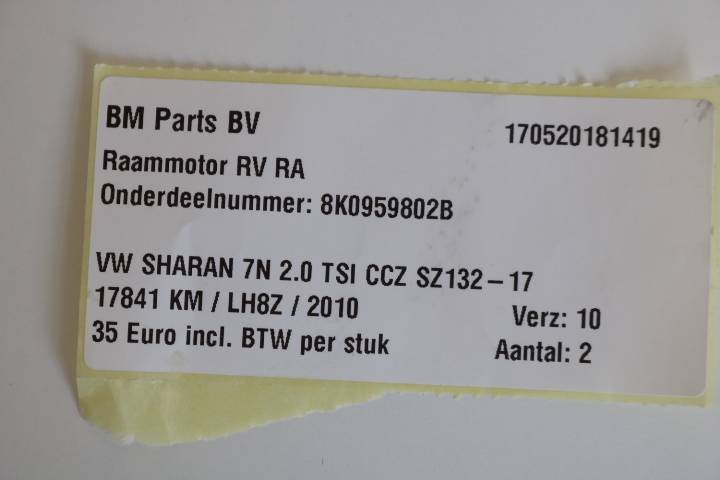 BM Parts BV
170520181419
Raammotor RV RA
Onderdeelnummer: 8K0959802B
VW SHARAN 7N 2.0 TSI CCZ SZ132-17
17841 KM / LH8Z / 2010
Verz: 10
35 Euro incl. BTW per stuk
Aantal: 2